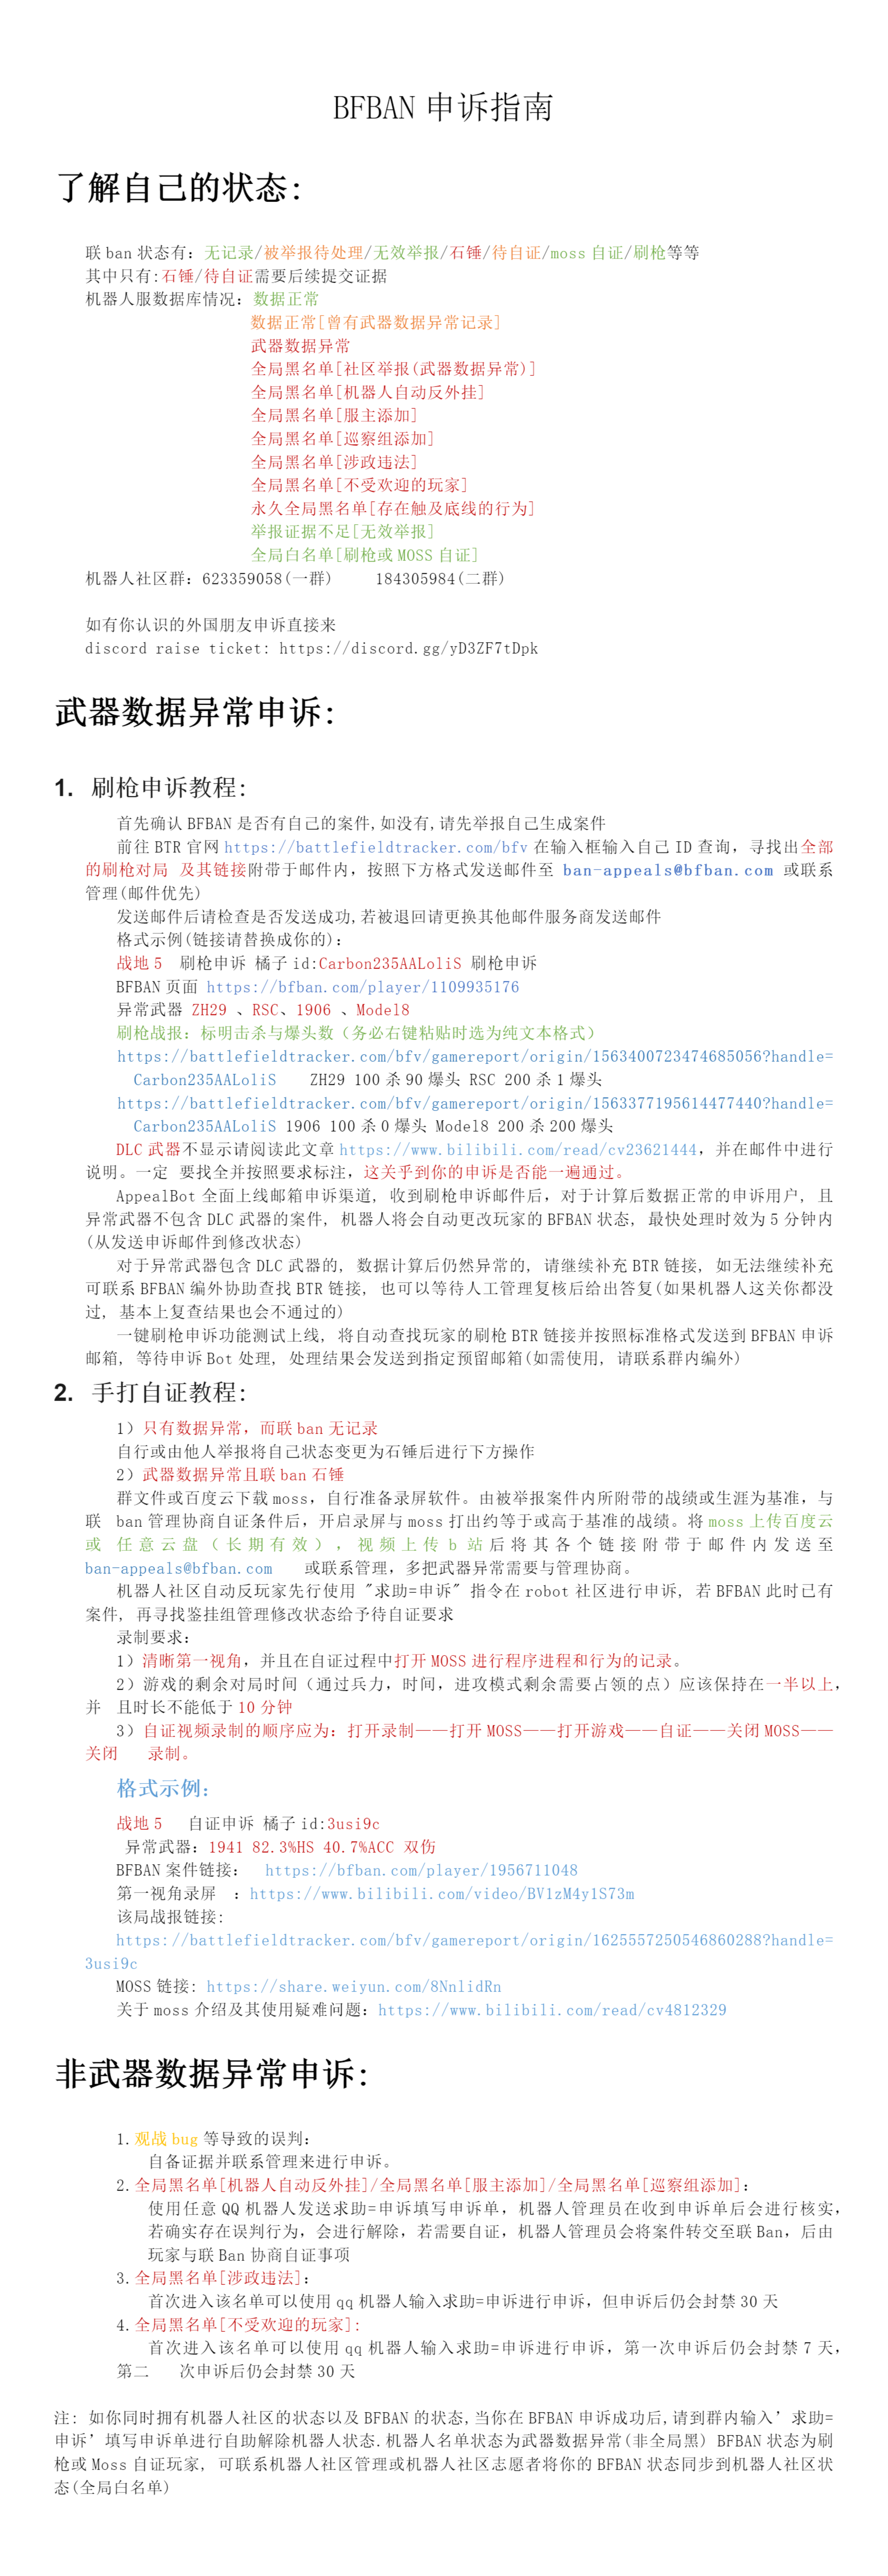 BFBAN 申诉指南
了解自己的状态:
联 ban 状态有: 无记录/被举报待处理/无效举报/石锤/待自证/moss 自证/刷枪等等
其中只有:石锤/待自证需要后续提交证据
机器人服数据库情况: 数据正常
数据正常[曾有武器数据异常记录]
武器数据异常
全局黑名单[社区举报(武器数据异常)]
全局黑名单[机器人自动反外挂]
全局黑名单[服主添加]
全局黑名单[巡察组添加]
全局黑名单[涉政违法]
全局黑名单[不受欢迎的玩家]
永久全局黑名单[存在触及底线的行为]
举报证据不足[无效举报]
全局白名单[刷枪或 MOSS 自证]
机器人社区群: 623359058(一群) 184305984(二群)
如有你认识的外国朋友申诉直接来
discord raise ticket: https://discord.gg/yD3ZF7tDpk
武器数据异常申诉:
1. 刷枪申诉教程:
首先确认 BFBAN 是否有自己的案件,如没有,请先举报自己生成案件
前往 BTR 官网 https://battlefieldtracker.com/bfv 在输入框输入自己 ID 查询, 寻找出全部
的刷枪对局 及其链接附带于邮件内, 按照下方格式发送邮件至 ban-appeals@bfban.com 或联系
管理(邮件优先)
发送邮件后请检查是否发送成功,若被退回请更换其他邮件服务商发送邮件
格式示例(链接请替换成你的):
战地 5 刷枪申诉 橘子 id:Carbon235AALoliS 刷枪申诉
BFBAN 页面 https://bfban.com/player/1109935176
异常武器 ZH29 、RSC、1906 、Model8
刷枪战报: 标明击杀与爆头数（务必右键粘贴时选为纯文本格式）
https://battlefieldtracker.com/bfv/gamereport/origin/1563400723474685056?handle=
Carbon235AALoliS ZH29 100 杀 90 爆头 RSC 200 杀 1 爆头
https://battlefieldtracker.com/bfv/gamereport/origin/1563377195614477440?handle=
Carbon235AALoliS 1906 100 杀 0 爆头 Model8 200 杀 200 爆头
DLC 武器不显示请阅读此文章 https://www.bilibili.com/read/cv23621444, 并在邮件中进行
说明。一定 要找全并按照要求标注, 这关乎到你的申诉是否能一遍通过。
AppealBot 全面上线邮箱申诉渠道, 收到刷枪申诉邮件后, 对于计算后数据正常的申诉用户, 且
异常武器不包含 DLC 武器的案件, 机器人将会自动更改玩家的 BFBAN 状态, 最快处理时效为 5 分钟内
(从发送申诉邮件到修改状态)
对于异常武器包含 DLC 武器的, 数据计算后仍然异常的, 请继续补充 BTR 链接, 如无法继续补充
可联系 BFBAN 编外协助查找 BTR 链接, 也可以等待人工管理复核后给出答复(如果机器人这关你都没
过, 基本上复查结果也会不通过的)
一键刷枪申诉功能测试上线, 将自动查找玩家的刷枪 BTR 链接并按照标准格式发送到 BFBAN 申诉
邮箱, 等待申诉 Bot 处理, 处理结果会发送到指定预留邮箱(如需使用, 请联系群内编外)
2. 手打自证教程:
1）只有数据异常, 而联 ban 无记录
自行或由他人举报将自己状态变更为石锤后进行下方操作
2）武器数据异常且联 ban 石锤
群文件或百度云下载 moss, 自行准备录屏软件。由被举报案件内所附带的战绩或生涯为基准, 与
联 ban 管理协商自证条件后, 开启录屏与 moss 打出约等于或高于基准的战绩。将 moss 上传百度云
或 任意云盘（长期有效）, 视频上传 b 站后将其各个链接附带于邮件内发送至
ban-appeals@bfban.com 或联系管理, 多把武器异常需要与管理协商。
机器人社区自动反玩家先行使用 "求助=申诉" 指令在 robot 社区进行申诉, 若 BFBAN 此时已有
案件, 再寻找鉴挂组管理修改状态给予待自证要求
录制要求:
1）清晰第一视角, 并且在自证过程中打开 MOSS 进行程序进程和行为的记录。
2）游戏的剩余对局时间（通过兵力, 时间, 进攻模式剩余需要占领的点）应该保持在一半以上,
并 且时长不能低于 10 分钟
3）自证视频录制的顺序应为: 打开录制——打开 MOSS——打开游戏——自证——关闭 MOSS——
关闭 录制。
格式示例:
战地 5 自证申诉 橘子 id:3usi9c
异常武器: 1941 82.3%HS 40.7%ACC 双伤
BFBAN 案件链接: https://bfban.com/player/1956711048
第一视角录屏 : https://www.bilibili.com/video/BV1zM4y1S73m
该局战报链接:
https://battlefieldtracker.com/bfv/gamereport/origin/1625557250546860288?handle=
3usi9c
MOSS 链接: https://share.weiyun.com/8NnlidRn
关于 moss 介绍及其使用疑难问题: https://www.bilibili.com/read/cv4812329
非武器数据异常申诉:
1.观战 bug 等导致的误判:
自备证据并联系管理来进行申诉。
2.全局黑名单[机器人自动反外挂]/全局黑名单[服主添加]/全局黑名单[巡察组添加]:
使用任意 QQ 机器人发送求助=申诉填写申诉单, 机器人管理员在收到申诉单后会进行核实,
若确实存在误判行为, 会进行解除, 若需要自证, 机器人管理员会将案件转交至联 Ban, 后由
玩家与联 Ban 协商自证事项
3.全局黑名单[涉政违法]:
首次进入该名单可以使用 qq 机器人输入求助=申诉进行申诉, 但申诉后仍会封禁 30 天
4.全局黑名单[不受欢迎的玩家]:
首次进入该名单可以使用 qq 机器人输入求助=申诉进行申诉, 第一次申诉后仍会封禁 7 天,
第二 次申诉后仍会封禁 30 天
注: 如你同时拥有机器人社区的状态以及 BFBAN 的状态,当你在 BFBAN 申诉成功后,请到群内输入’求助=
申诉’填写申诉单进行自助解除机器人状态.机器人名单状态为武器数据异常(非全局黑) BFBAN 状态为刷
枪或 Moss 自证玩家, 可联系机器人社区管理或机器人社区志愿者将你的 BFBAN 状态同步到机器人社区状
态(全局白名单)